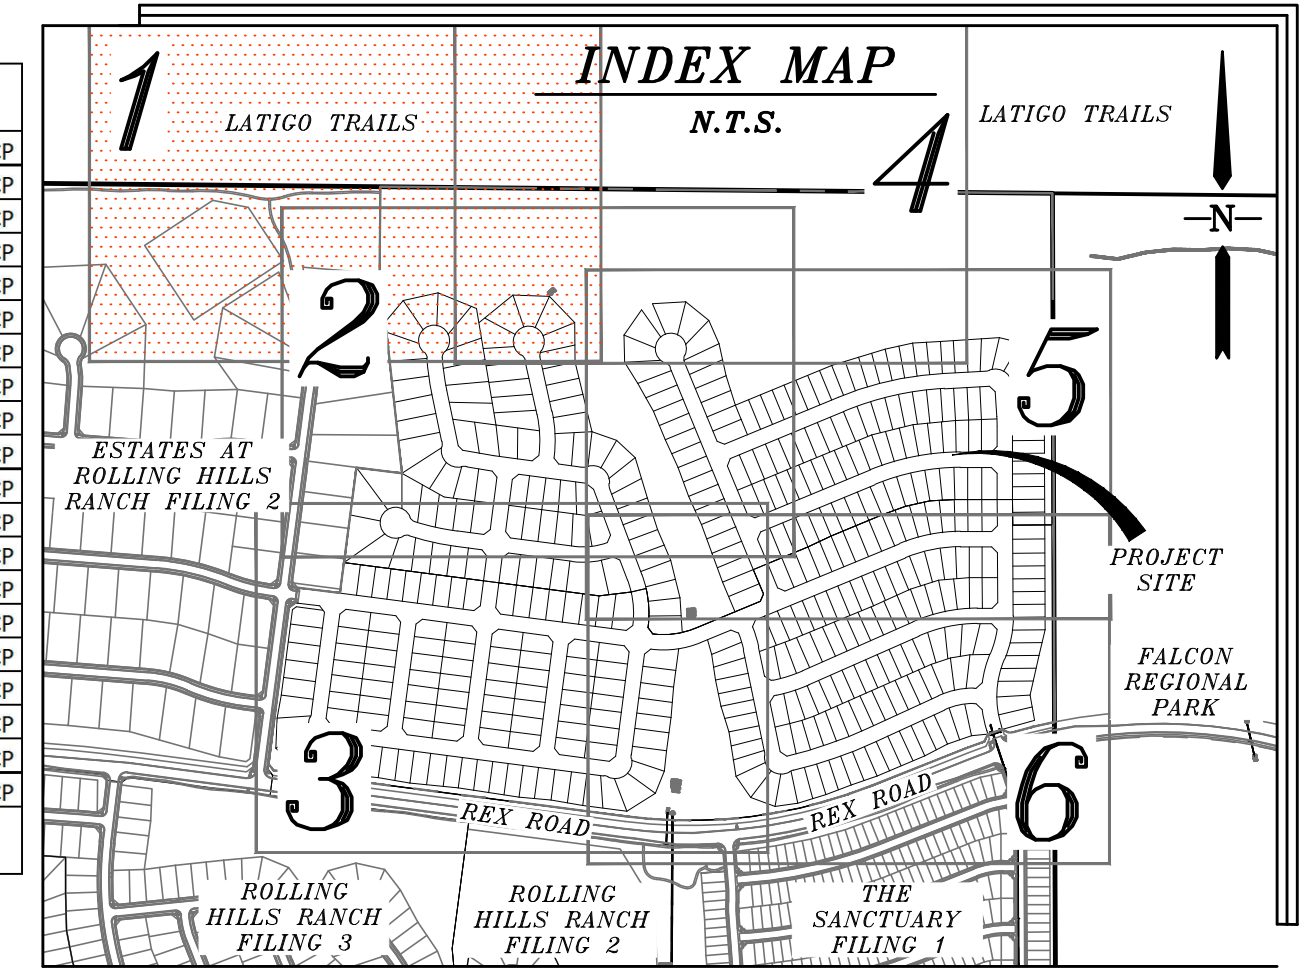 INDEX MAP
N.T.S.
1
LATIGO TRAILS
4
LATIGO TRAILS
N
2
5
ESTATES AT
ROLLING HILLS
RANCH FILING 2
PROJECT
SITE
FALCON
REGIONAL
PARK
3
6
REX ROAD
REX ROAD
ROLLING
HILLS RANCH
FILING 3
ROLLING
HILLS RANCH
FILING 2
THE
SANCTUARY
FILING 1